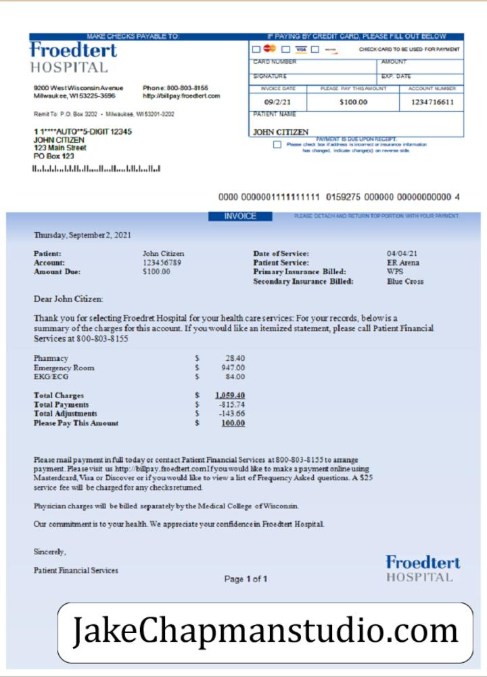 MAKE CHECKS PAYABLE TO:
Froedtert
HOSPITAL
9200 West Wisconsin Avenue Phone: 800-803-8155
Milwaukee, WI 53225-3696 http://billpay.froedtert.com
Remit To: P.O. Box 3202 • Milwaukee, WI 53201-3202
1 1****AUTO**5-DIGIT 12345
JOHN CITIZEN
123 Main Street
PO Box 123
IF PAYING BY CREDIT CARD, PLEASE FILL OUT BELOW
VISA CHECK CARD TO BE USED FOR PAYMENT
CARD NUMBER AMOUNT
SIGNATURE EXP. DATE
INVOICE DATE PLEASE PAY THIS AMOUNT ACCOUNT NUMBER
09/2/21 $100.00 1234716611
PATIENT NAME
JOHN CITIZEN
PAYMENT IS DUE UPON RECEIPT.
Please check box if address is incorrect or insurance information
has changed, indicate change(s) on reverse side.
0000 0000001111111111 0159275 000000 00000000000 4
INVOICE PLEASE DETACH AND RETURN TOP PORTION WITH YOUR PAYMENT
Thursday, September 2, 2021
Patient: John Citizen Date of Service: 04/04/21
Account: 123456789 Patient Service: ER Arena
Amount Due: $100.00 Primary Insurance Billed: WPS
Secondary Insurance Billed: Blue Cross
Dear John Citizen:
Thank you for selecting Froedret Hospital for your health care services: For your records, below is a
summary of the charges for this account. If you would like an itemized statement, please call Patient Financial
Services at 800-803-8155
Pharmacy $ 28.40
Emergency Room $ 947.00
EKG/ECG $ 84.00
Total Charges $ 1,059.40
Total Payments $ -815.74
Total Adjustments $ -143.66
Please Pay This Amount $ 100.00
Please mail payment in full today or contact Patient Financial Services at 800-803-8155 to arrange
payment. Please visit us http://billpay.froedtert.com If you would like to make a payment online using
Masterdcard, Visa or Discover or if you would like to view a list of Frequency Asked questions. A $25
service fee will be charged for any checks returned.
Physician charges will be billed separately by the Medical College of Wisconsin
Our commitment is to your health. We appreciate your confidence in Froedtert Hospital.
Sincerely,
Patient Financial Services
Page 1 of 1
Froedtert
HOSPITAL
JakeChapmanstudio.com